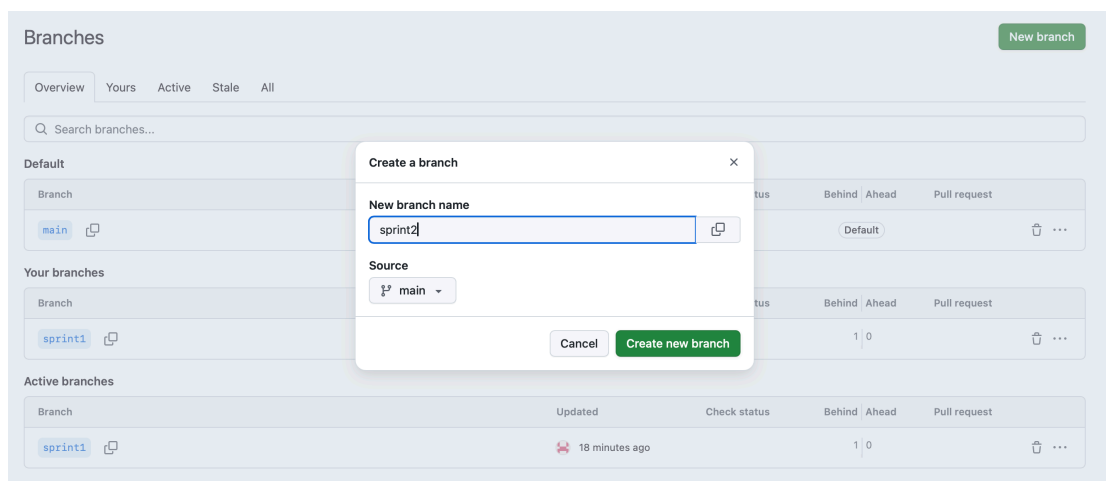 Branches
New branch
Overview Yours Active Stale All
Search branches...
Create a branch
Default
Branch Behind Ahead Pull request
New branch name
main Default
sprint2
Source
Your branches
main
Branch Behind Ahead Pull request
sprint1 1 0
Cancel Create new branch
Active branches
Branch Updated Check status Behind Ahead Pull request
sprint1 18 minutes ago 1 0